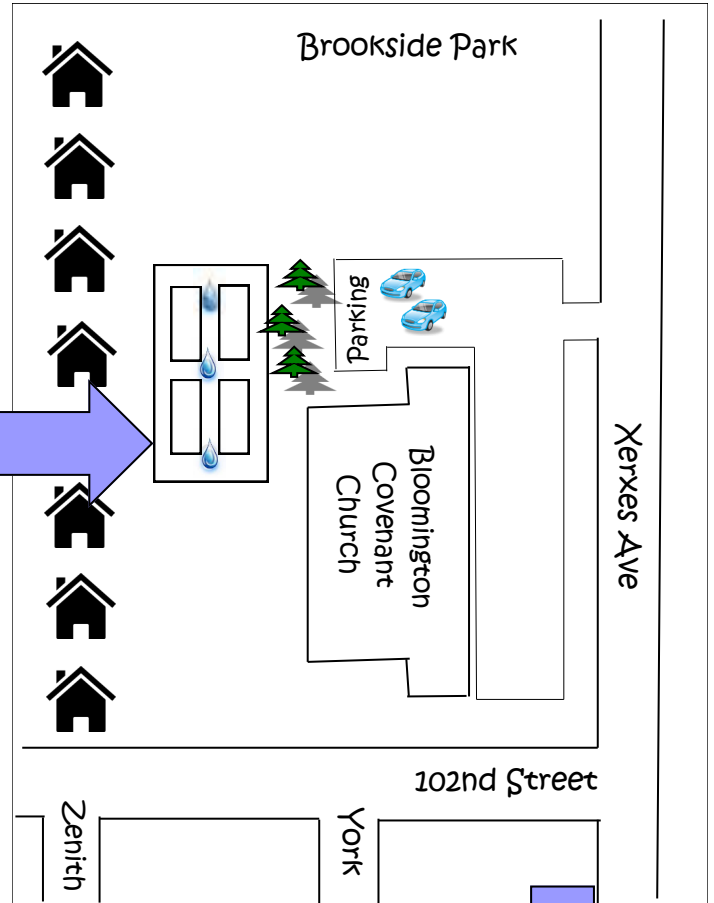 Brookside Park
Parking
Bloomington
Covenant
Church
Xerxes Ave
102nd Street
Zenith
York